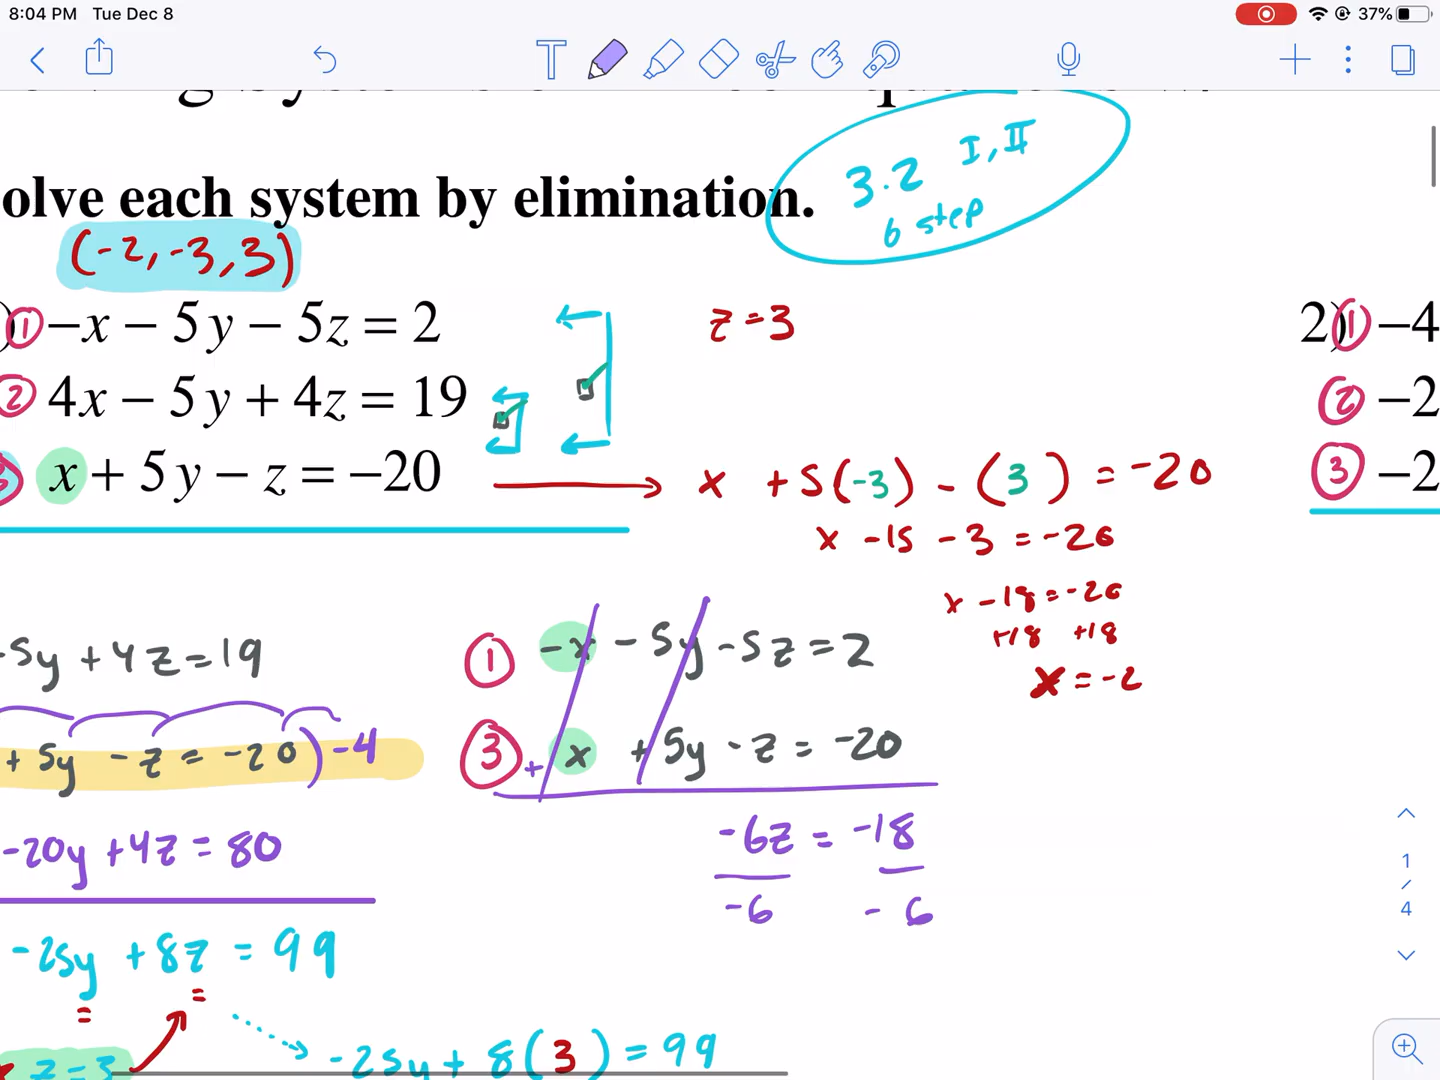 8:04 PM Tue Dec 8
37%
3.2 I, II
6 step
olve each system by elimination.
(-2, -3, 3)
) ① −x − 5y − 5z = 2
② 4x − 5y + 4z = 19
x + 5y − z = −20
z = 3
x + 5(-3) - (3) = -20
x -15 -3 = -20
x -18 = -20
+18 +18
x = -2
2) ① −4
② −2
③ −2
-5y + 4z = 19
+ 5y - z = -20) -4
-20y + 4z = 80
-25y + 8z = 99
= =
z = 3
-25y + 8(3) = 99
① -x - 5y - 5z = 2
③ + x + 5y - z = -20
-6z = -18
-6 -6
1
/
4